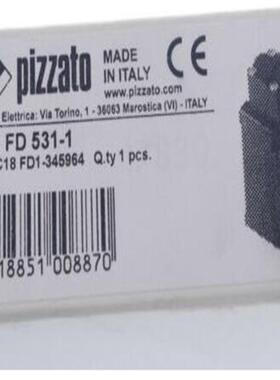 pizzato
MADE
IN ITALY
CE
Elettrica: Via Torino, 1 - 36063 Marostica (VI) - ITALY
www.pizzato.com
FD 531-1
C18 FD1-345964 Q.ty 1 pcs.
18851 008870